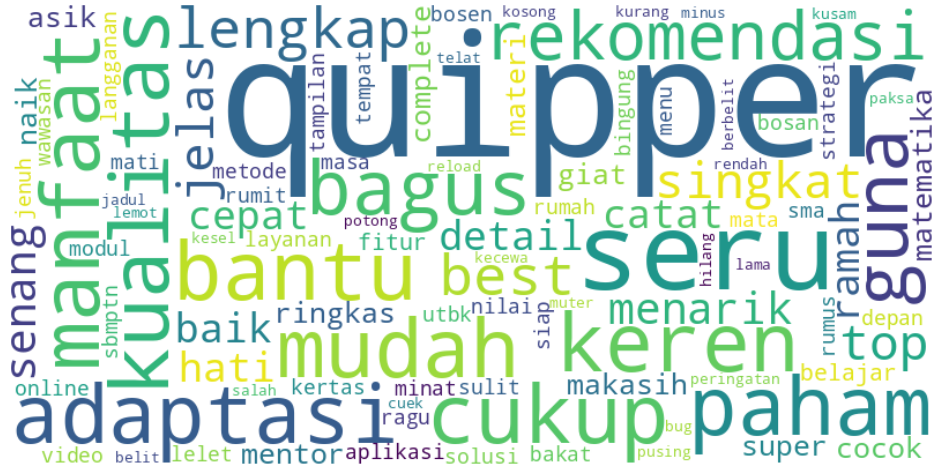 asik
lengkap
bosen
kosong
kurang
minus
kusam
rekomendasi
telat
quipper
naik
wawasan
langganan
manfaat
kualitas
jelas
tampilan
tempat
complete
materi
bingung
menu
berbelit
bosan
strategi
paksa
matematika
jenuh
mati
metode
masa
reload
giat
rendah
singkat
guna
jadul
lemot
rumit
bagus
cepat
potong
rumah
catat
mata
sma
ramah
senang
modul
kesel
layanan
fitur
detail
seru
hilang
lama
kecewa
bantu
best
sbmptn
baik
ringkas
utbk
nilai
siap
muter
menarik
rumus
depan
hati
mudah
keren
top
online
salah
kertas
minat
sulit
makasih
peringatan
belajar
adaptasi
cuek
ragu
cukup
bug
paham
video
belit
lelet
mentor
aplikasi
solusi
bakat
pusing
super
cocok